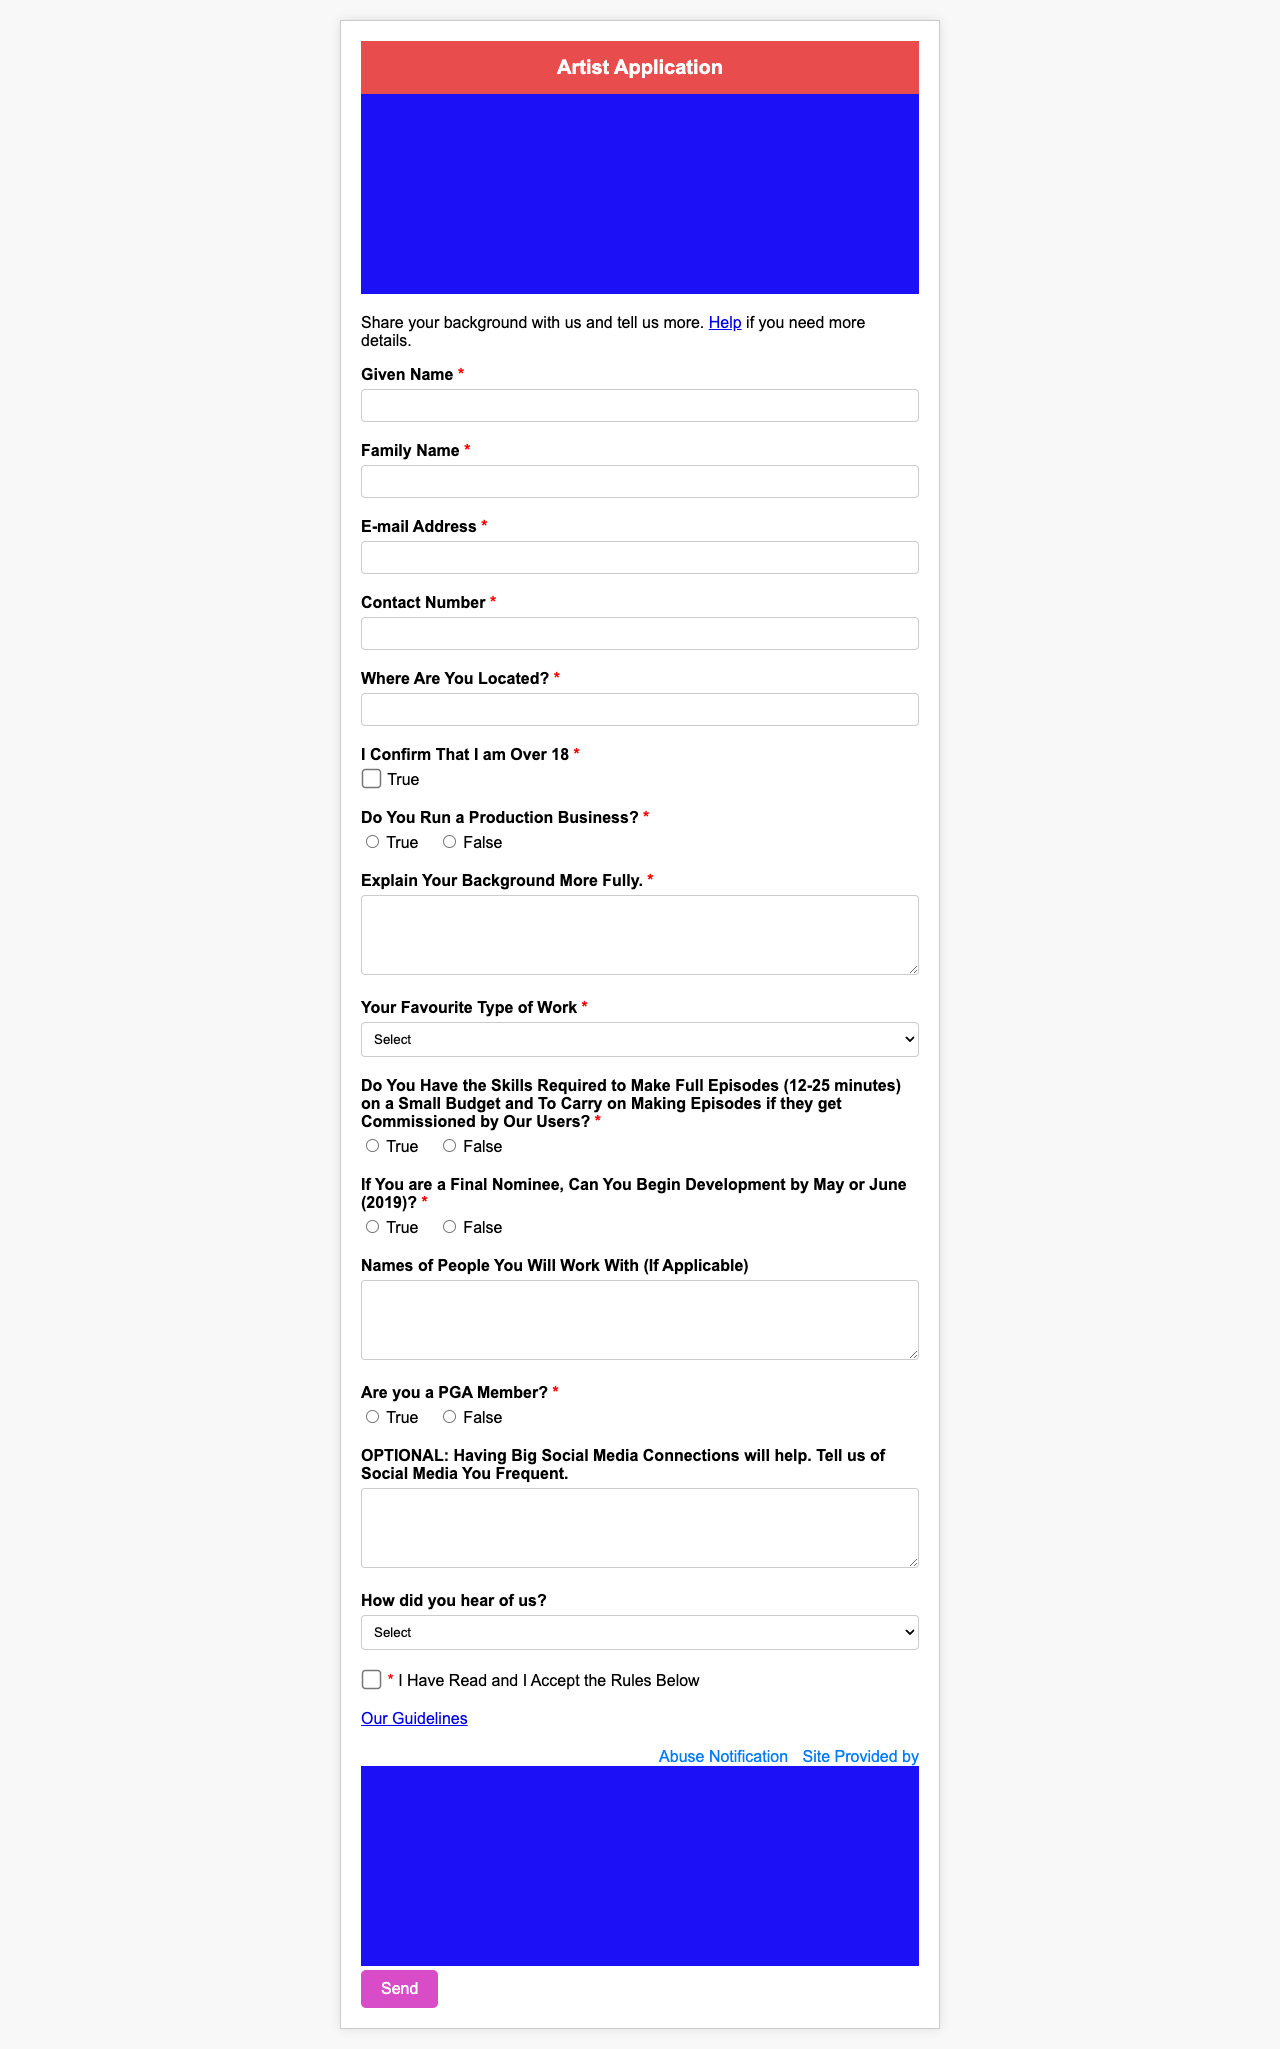 Artist Application
Share your background with us and tell us more. Help if you need more
details.
Given Name *
Family Name *
E-mail Address *
Contact Number *
Where Are You Located? *
I Confirm That I am Over 18 *
True
Do You Run a Production Business? *
True False
Explain Your Background More Fully. *
Your Favourite Type of Work *
Select
Do You Have the Skills Required to Make Full Episodes (12-25 minutes)
on a Small Budget and To Carry on Making Episodes if they get
Commissioned by Our Users? *
True False
If You are a Final Nominee, Can You Begin Development by May or June
(2019)? *
True False
Names of People You Will Work With (If Applicable)
Are you a PGA Member? *
True False
OPTIONAL: Having Big Social Media Connections will help. Tell us of
Social Media You Frequent.
How did you hear of us?
Select
* I Have Read and I Accept the Rules Below
Our Guidelines
Abuse Notification Site Provided by
Send